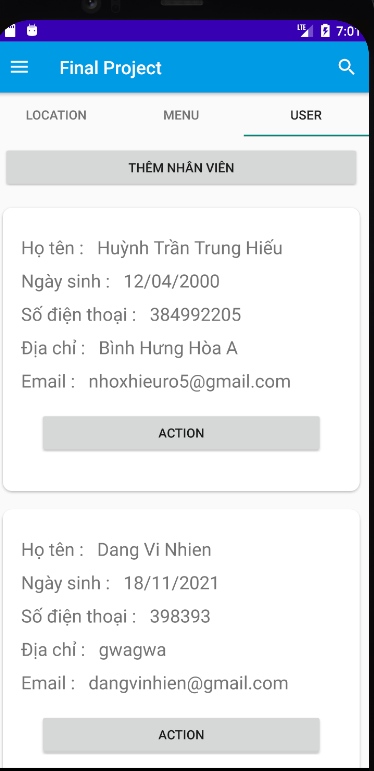 LTE 7:01
Final Project
LOCATION MENU USER
THÊM NHÂN VIÊN
Họ tên : Huỳnh Trần Trung Hiếu
Ngày sinh : 12/04/2000
Số điện thoại : 384992205
Địa chỉ : Bình Hưng Hòa A
Email : nhoxhieuro5@gmail.com
ACTION
Họ tên : Dang Vi Nhien
Ngày sinh : 18/11/2021
Số điện thoại : 398393
Địa chỉ : gwagwa
Email : dangvinhien@gmail.com
ACTION